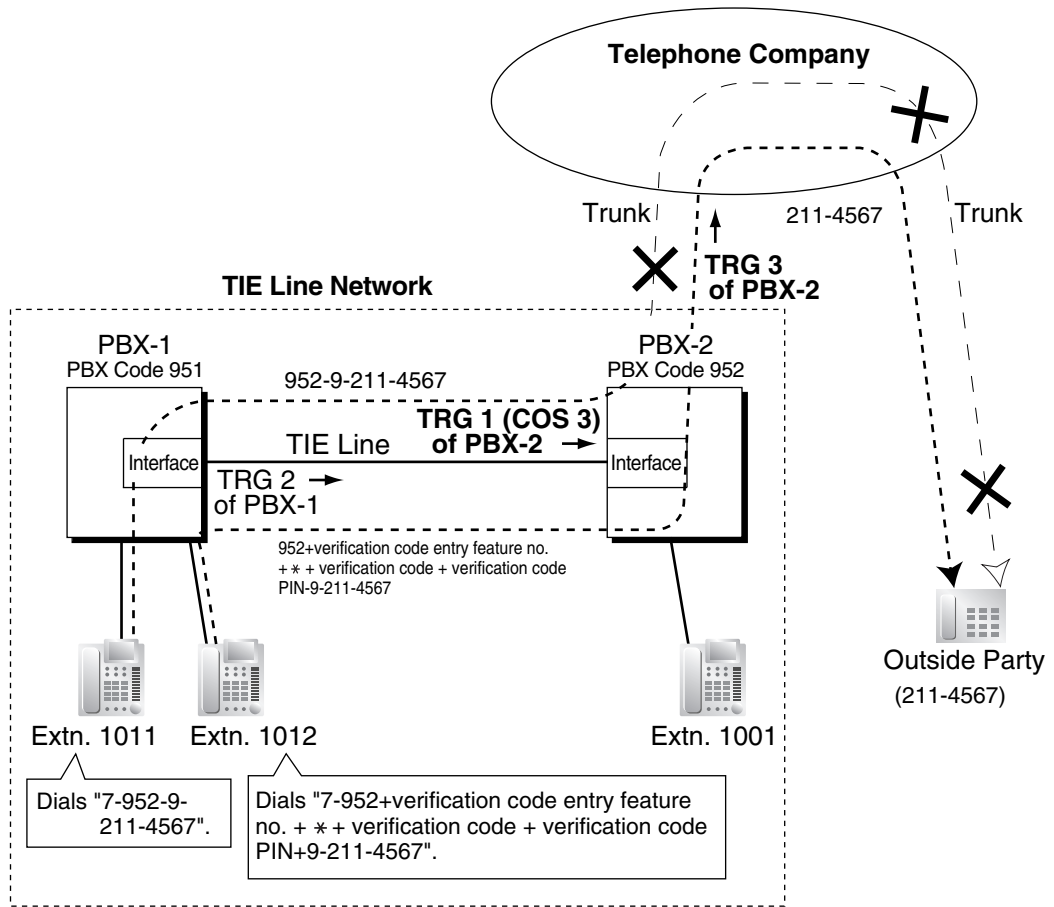 Telephone Company
Trunk
211-4567
Trunk
TRG 3
of PBX-2
TIE Line Network
PBX-1
PBX Code 951
PBX-2
PBX Code 952
952-9-211-4567
TRG 1 (COS 3)
of PBX-2
TIE Line
Interface
Interface
TRG 2
of PBX-1
952+verification code entry feature no.
+ * + verification code + verification code
PIN-9-211-4567
Outside Party
(211-4567)
Extn. 1011
Extn. 1012
Extn. 1001
Dials "7-952-9-
211-4567".
Dials "7-952+verification code entry feature
no. + * + verification code + verification code
PIN+9-211-4567".